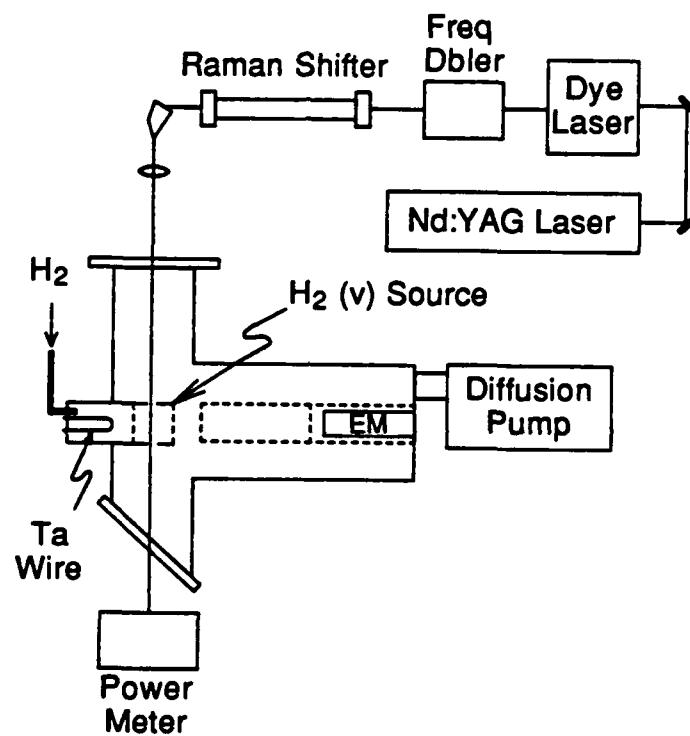 Freq
Dbler
Raman Shifter
Dye
Laser
Nd:YAG Laser
H2
H2 (v) Source
Diffusion
Pump
EM
Ta
Wire
Power
Meter